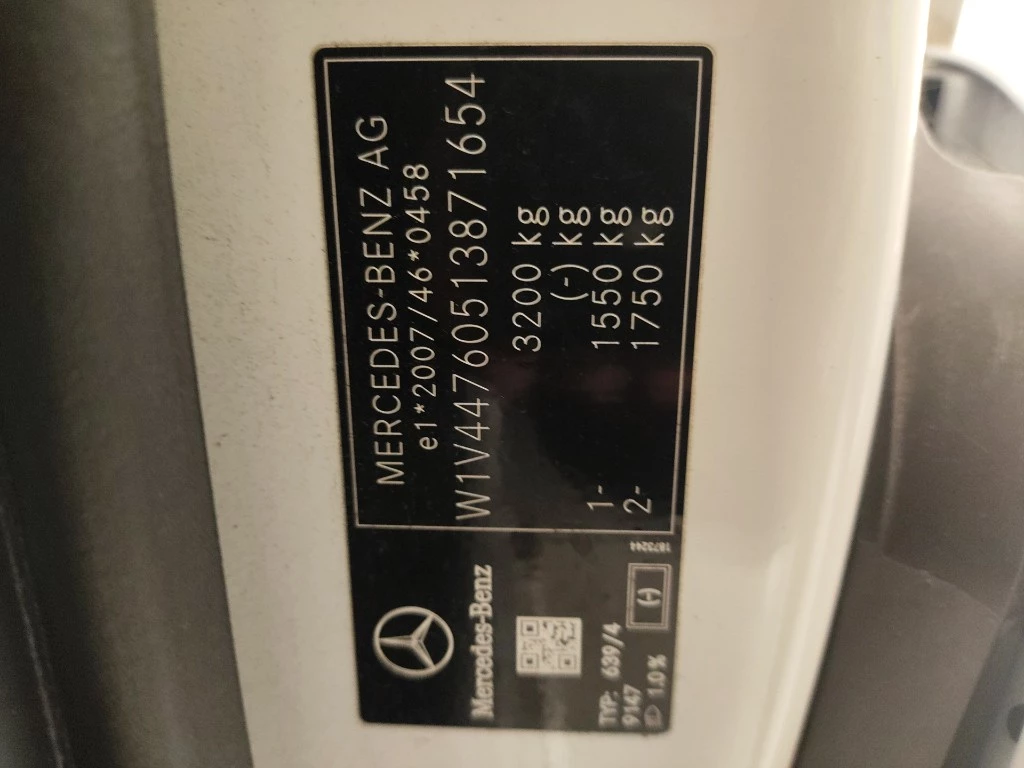 MERCEDES-BENZ AG
e1*2007/46*0458
W1V44760513871654
3200 kg
(-) kg
1- 1550 kg
2- 1750 kg
Mercedes-Benz
TYP: 639/4
9147
1.0%
(-)
1873244